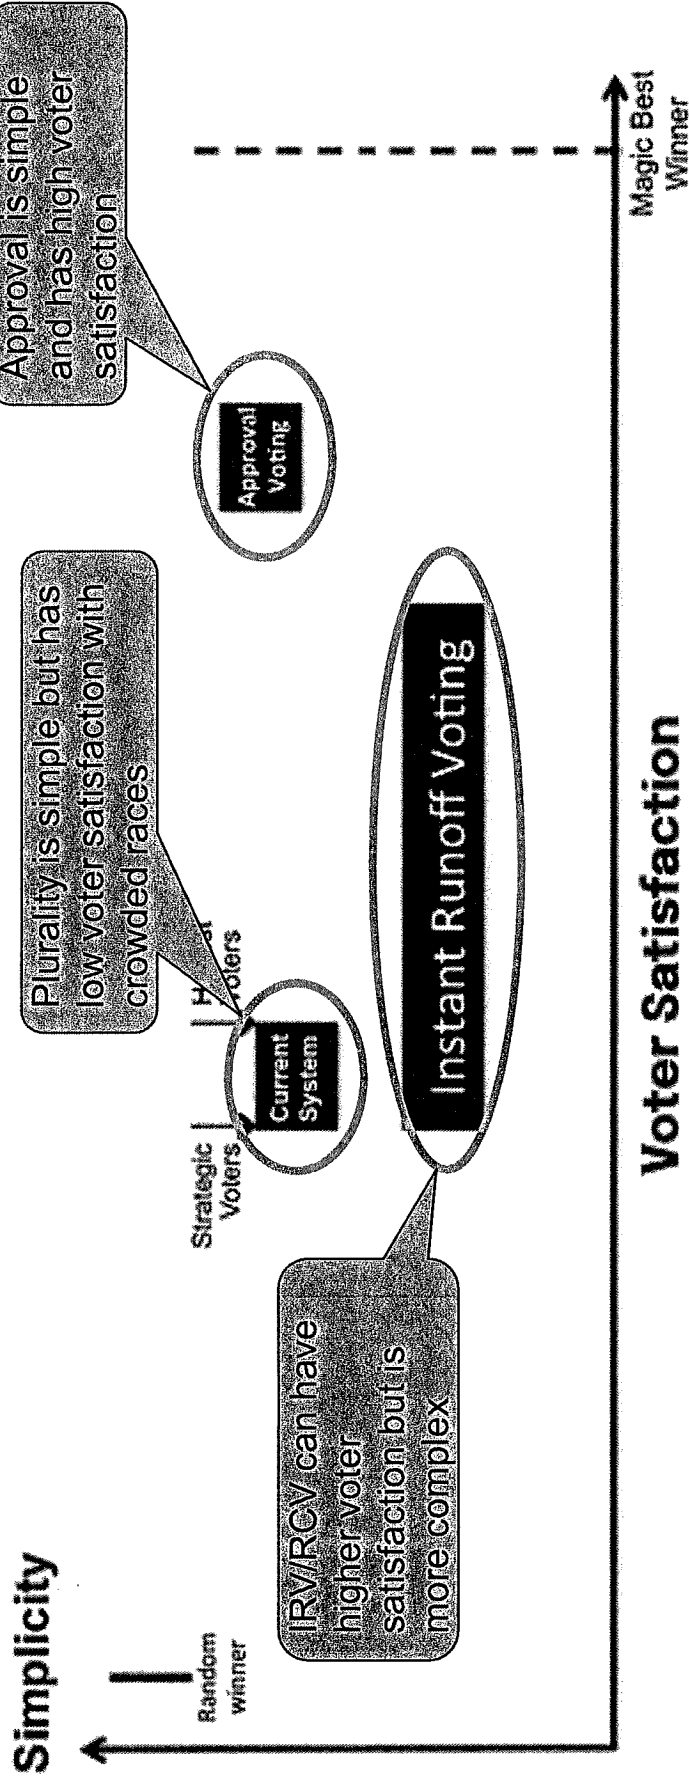 Simplicity
Random
winner
IRV/RCV can have
higher voter
satisfaction but is
more complex
Strategic
Voters
Voters
Current
System
Plurality is simple but has
low voter satisfaction with
crowded races
Instant Runoff Voting
Approval
Voting
Approval is simple
and has high voter
satisfaction
Magic Best
Winner
Voter Satisfaction